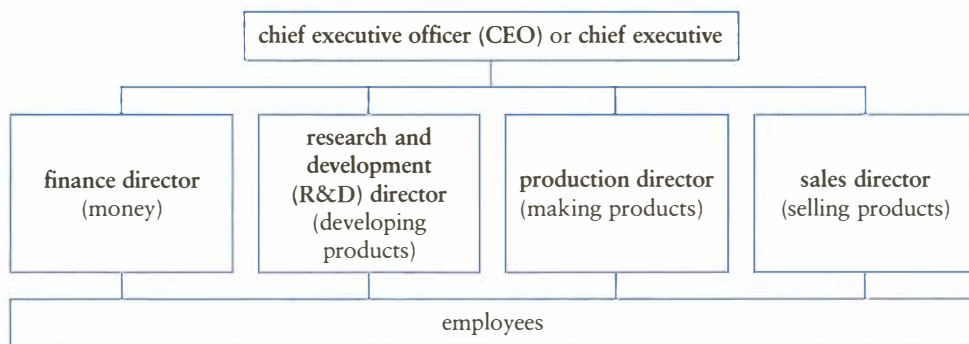 chief executive officer (CEO) or chief executive
finance director
(money)
research and
development
(R&D) director
(developing
products)
production director
(making products)
sales director
(selling products)
employees